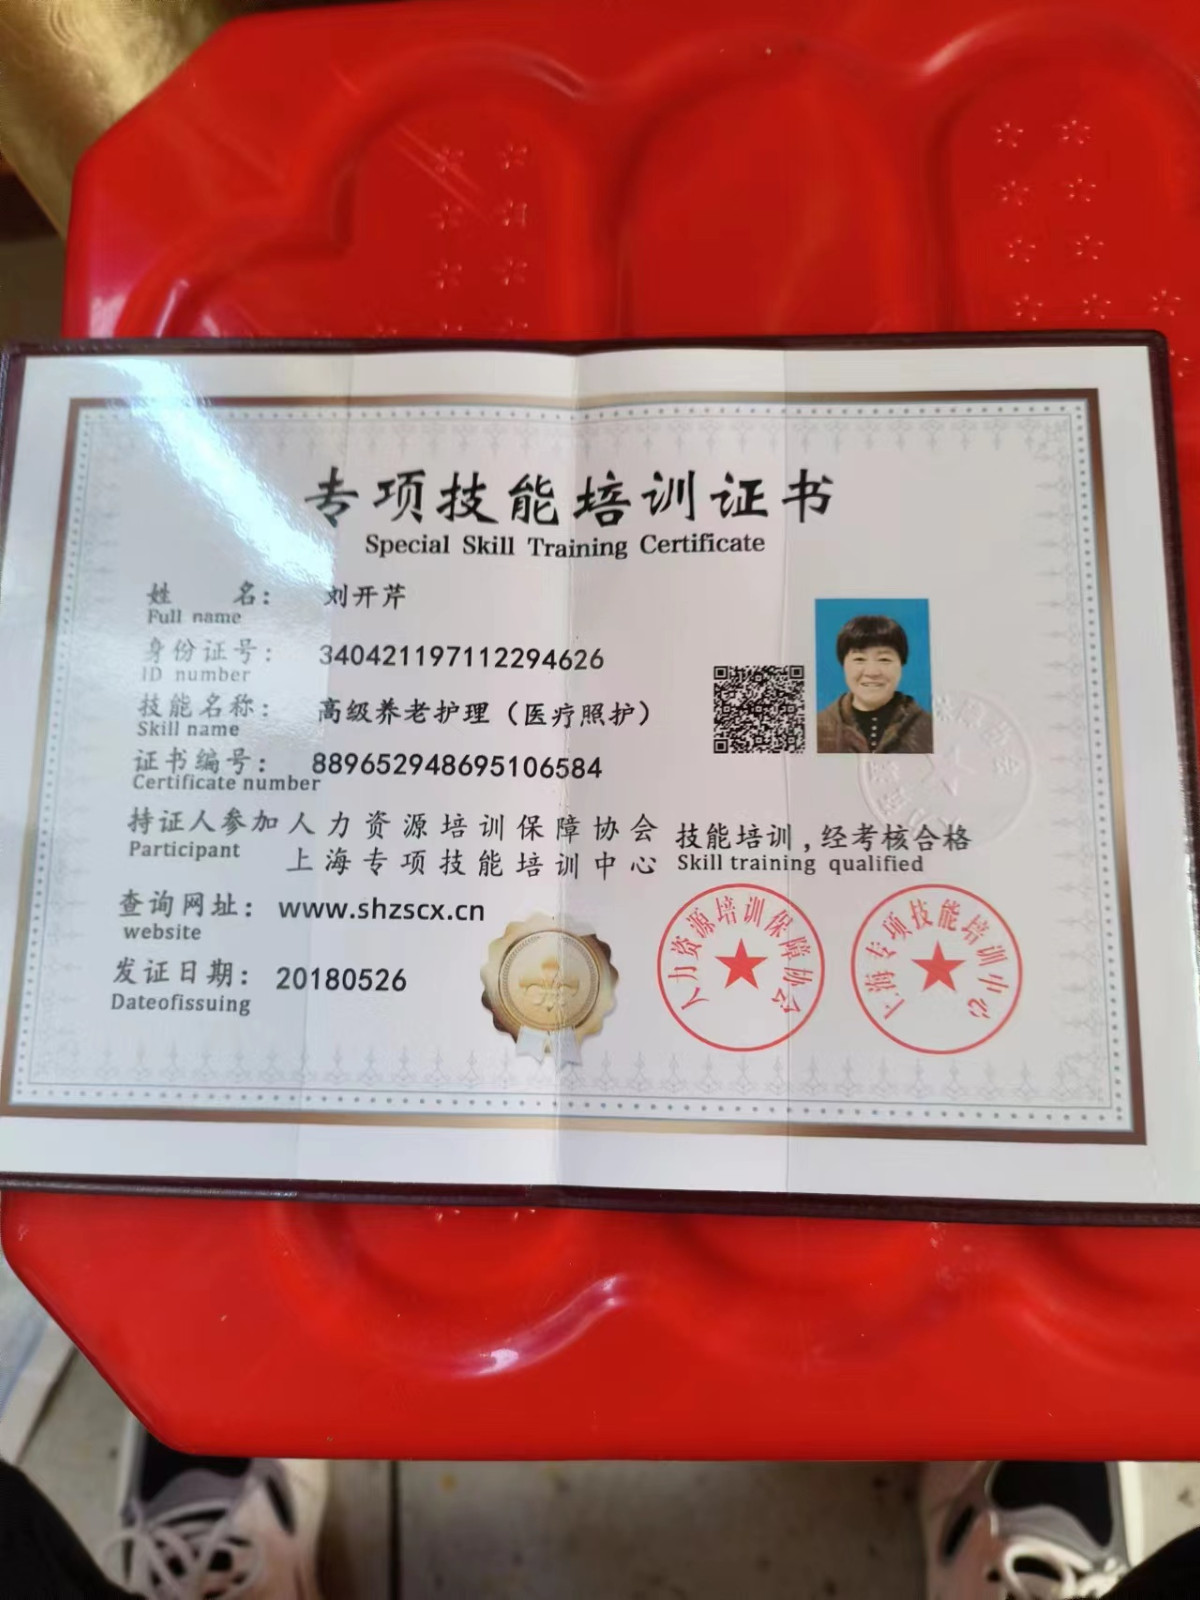 专项技能培训证书
Special Skill Training Certificate
姓 名： 刘开芹
Full name
身份证号： 340421197112294626
ID number
技能名称： 高级养老护理（医疗照护）
Skill name
证书编号： 889652948695106584
Certificate number
持证人参加 人力资源培训保障协会 技能培训，经考核合格
Participant 上海专项技能培训中心 Skill training qualified
查询网址： www.shzscx.cn
website
发证日期： 20180526
Dateofissuing
人力资源培训保障协会
上海专项技能培训中心